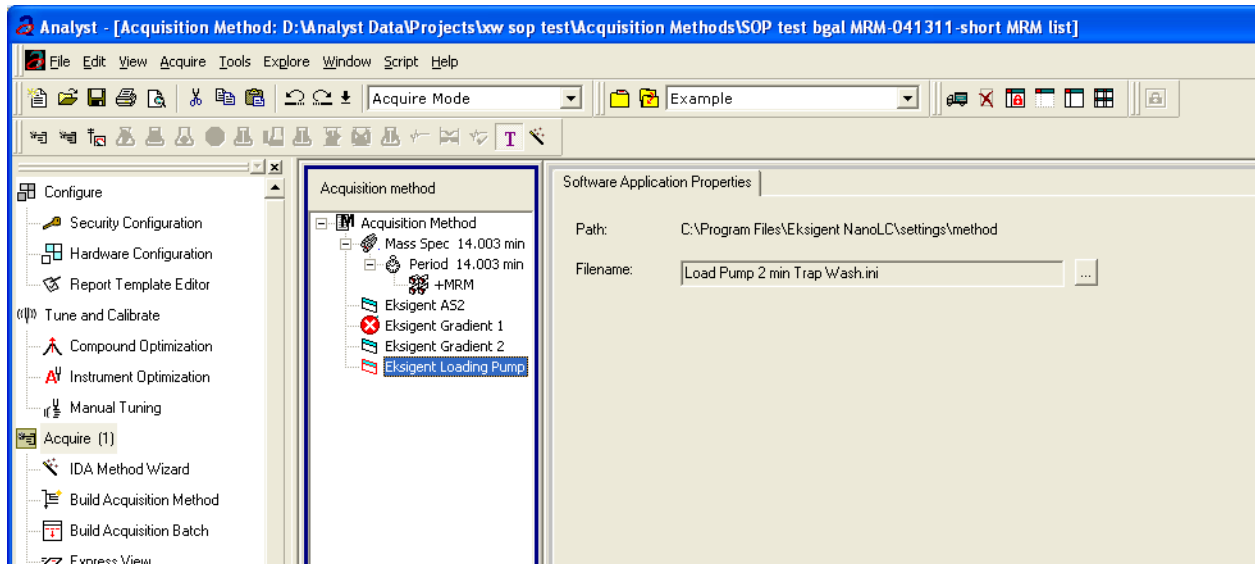 Analyst - [Acquisition Method: D:\Analyst Data\Projects\xw sop test\Acquisition Methods\SOP test bgal MRM-041311-short MRM list]
File Edit View Acquire Tools Explore Window Script Help
Acquire Mode
Example
T
Configure
Security Configuration
Hardware Configuration
Report Template Editor
Tune and Calibrate
Compound Optimization
Instrument Optimization
Manual Tuning
Acquire (1)
IDA Method Wizard
Build Acquisition Method
Build Acquisition Batch
Express View
Acquisition method
Acquisition Method
Mass Spec 14.003 min
Period 14.003 min
+MRM
Eksigent AS2
Eksigent Gradient 1
Eksigent Gradient 2
Eksigent Loading Pump
Software Application Properties
Path: C:\Program Files\Eksigent NanoLC\settings\method
Filename: Load Pump 2 min Trap Wash.ini ...